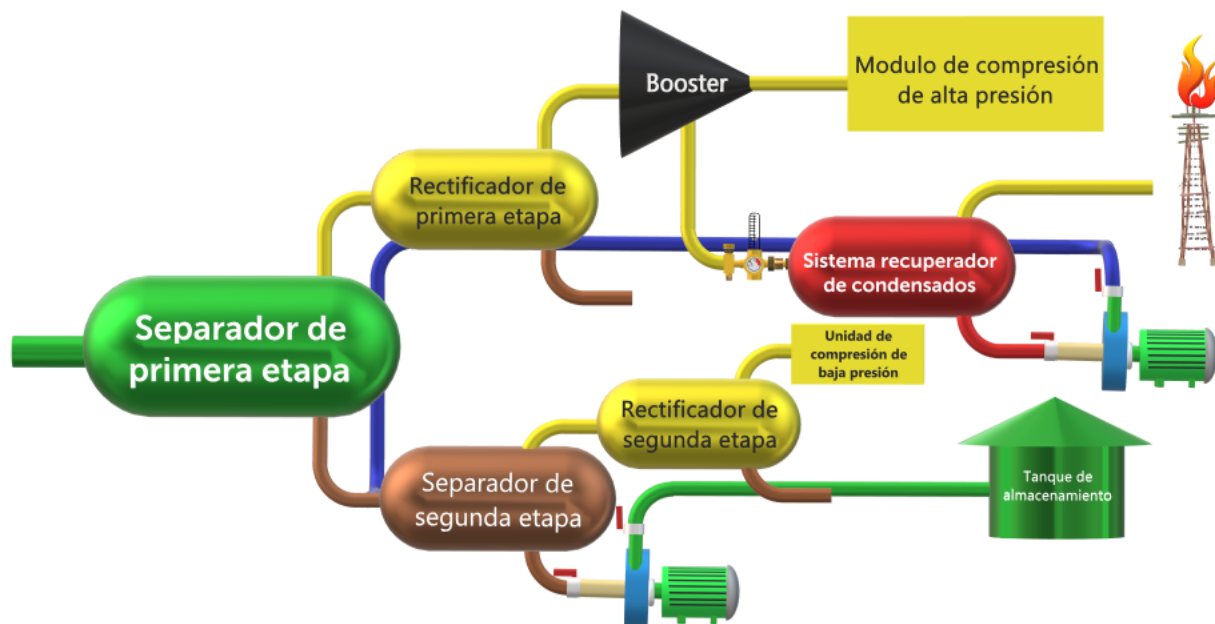 Booster
Modulo de compresión
de alta presión
Rectificador de
primera etapa
Sistema recuperador
de condensados
Separador de
primera etapa
Unidad de
compresión de
baja presión
Rectificador de
segunda etapa
Separador de
segunda etapa
Tanque de
almacenamiento